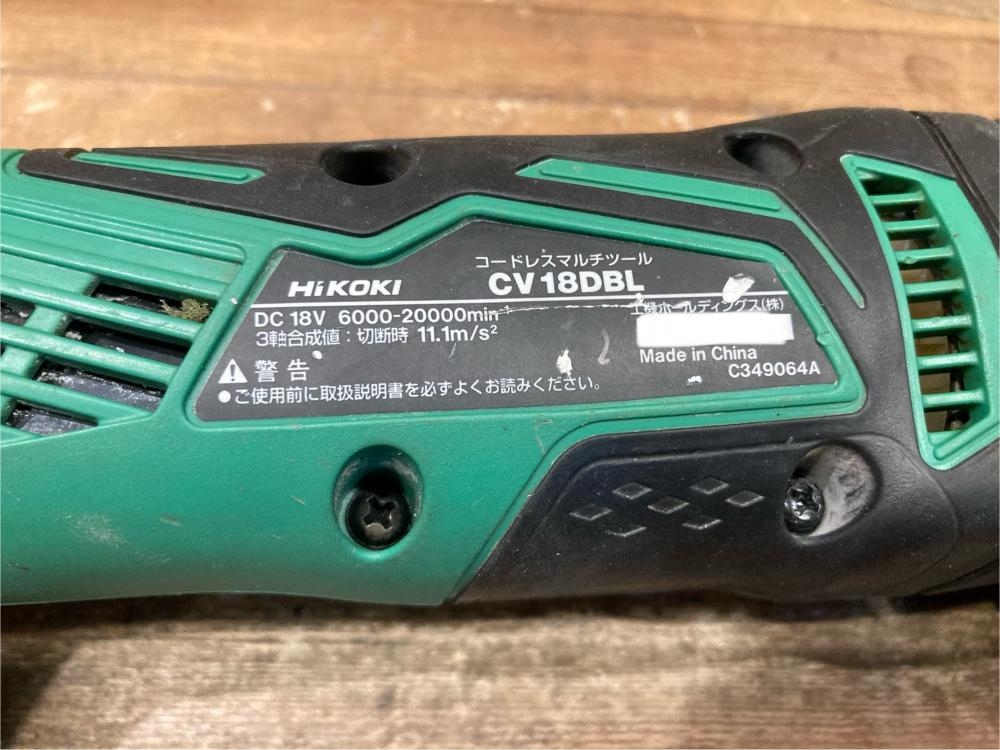 コードレスマルチツール
HiKOKI CV 18DBL
DC 18V 6000-20000min⁻¹ 工機ホールディングス(株)
3軸合成値：切断時 11.1m/s²
Made in China
⚠ 警告 C349064A
●ご使用前に取扱説明書を必ずよくお読みください。